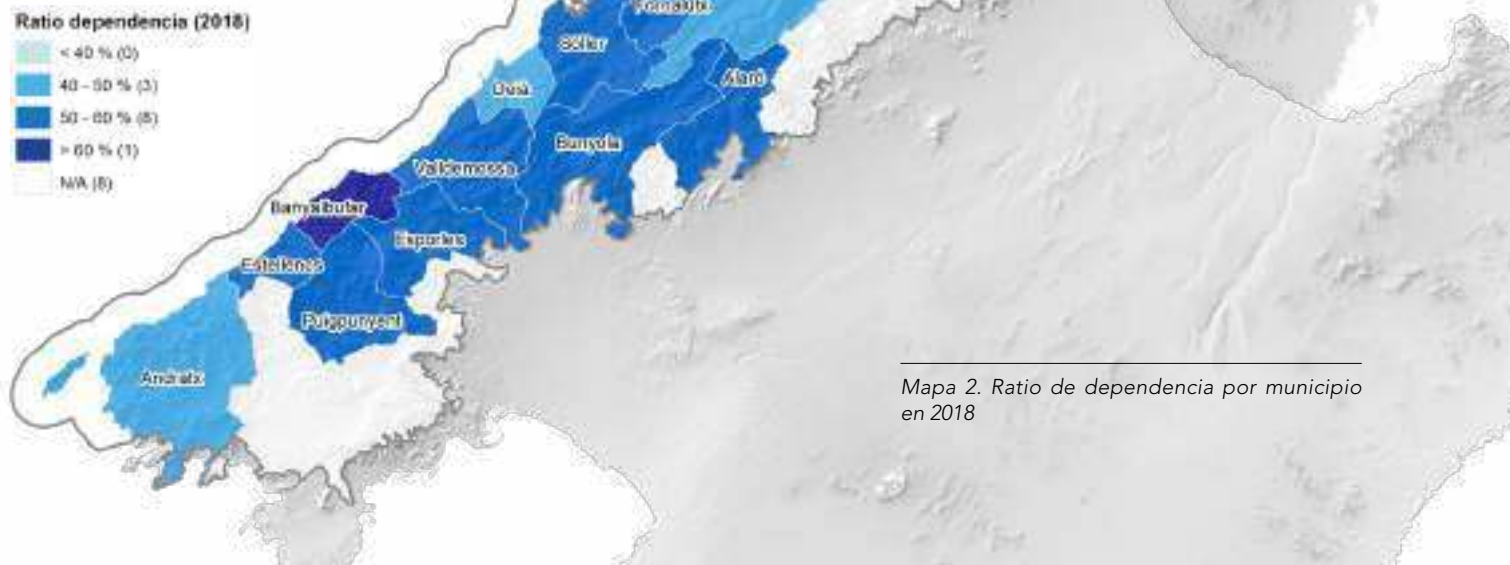 Ratio dependencia (2018)
< 40 % (0)
40 - 50 % (3)
50 - 60 % (8)
> 60 % (1)
N/A (8)
Fornalutx
Sóller
Alaró
Deià
Bunyola
Valldemossa
Banyalbufar
Esporles
Estellencs
Puigpunyent
Andratx
Mapa 2. Ratio de dependencia por municipio
en 2018